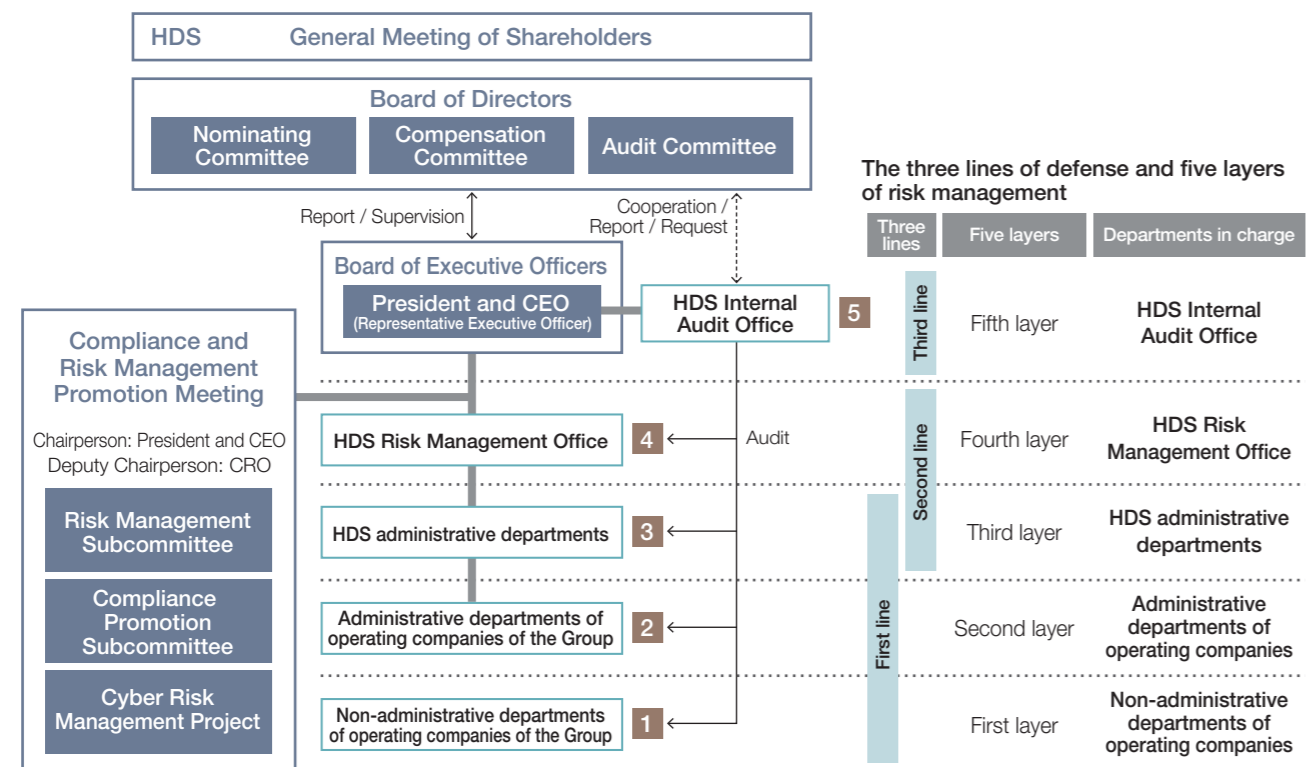 HDS General Meeting of Shareholders
Board of Directors
Nominating
Committee
Compensation
Committee
Audit Committee
Report / Supervision
Cooperation /
Report / Request
Board of Executive Officers
President and CEO
(Representative Executive Officer)
HDS Internal
Audit Office
5
Compliance and
Risk Management
Promotion Meeting
Chairperson: President and CEO
Deputy Chairperson: CRO
Risk Management
Subcommittee
Compliance
Promotion
Subcommittee
Cyber Risk
Management Project
HDS Risk Management Office
4
Audit
HDS administrative departments
3
Administrative departments of
operating companies of the Group
2
Non-administrative departments
of operating companies of the Group
1
The three lines of defense and five layers
of risk management
Three
lines
Five layers
Departments in charge
Third line
Fifth layer
HDS Internal
Audit Office
Second line
Fourth layer
HDS Risk
Management Office
Third layer
HDS administrative
departments
First line
Second layer
Administrative
departments of
operating companies
First layer
Non-administrative
departments of
operating companies